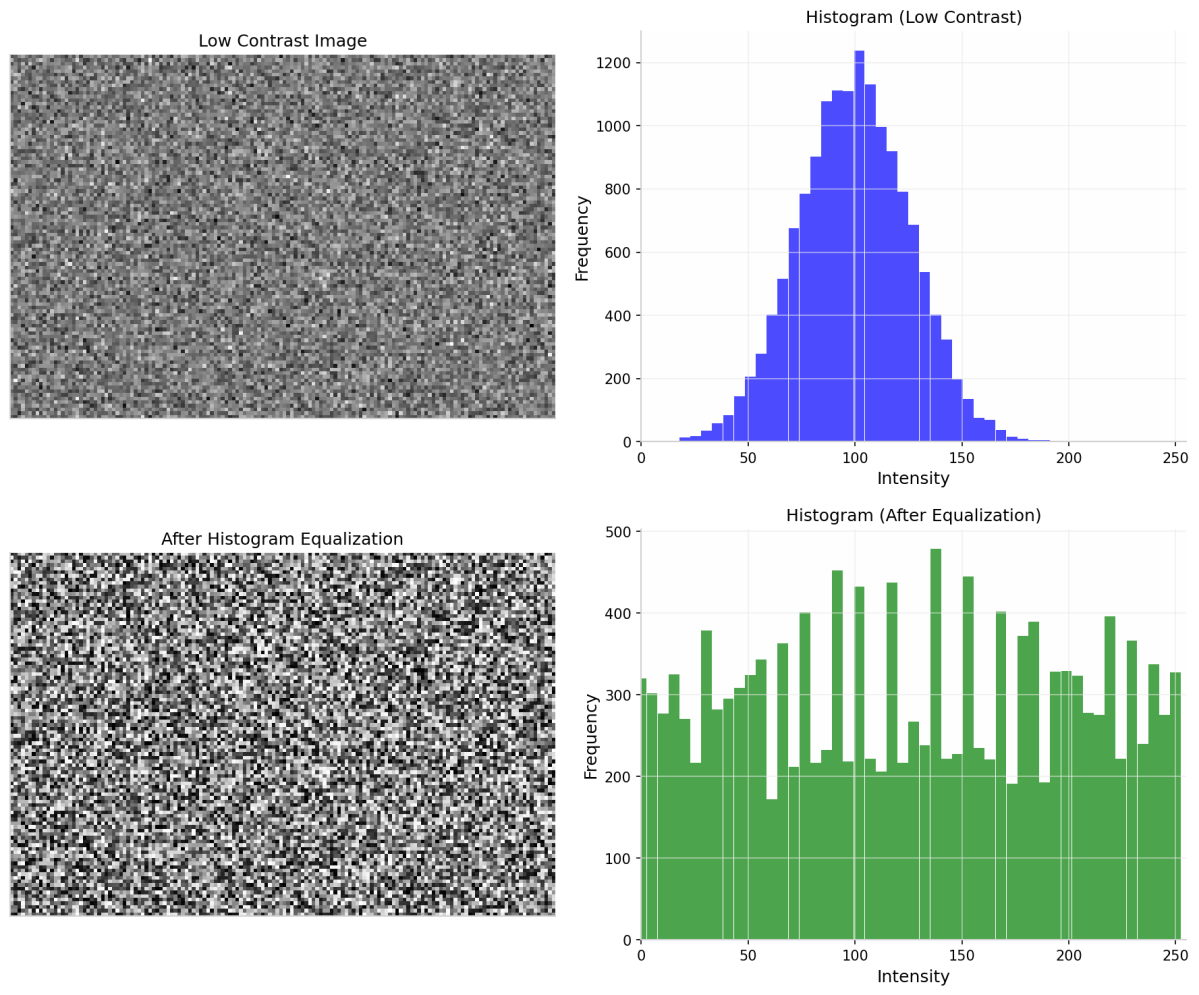 Low Contrast Image
Histogram (Low Contrast)
1200
1000
800
600
400
200
0
Frequency
0 50 100 150 200 250
Intensity
After Histogram Equalization
Histogram (After Equalization)
500
400
300
200
100
0
Frequency
0 50 100 150 200 250
Intensity